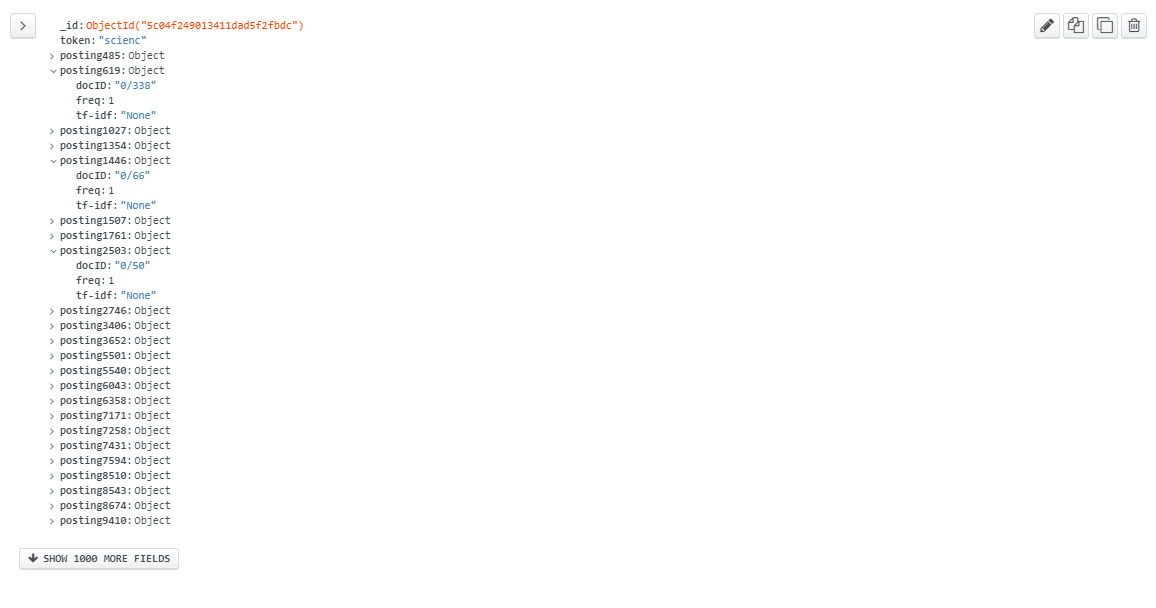 _id: ObjectId("5c04f249013411dad5f2fbdc")
token: "scienc"
posting485: Object
posting619: Object
docID: "0/338"
freq: 1
tf-idf: "None"
posting1027: Object
posting1354: Object
posting1446: Object
docID: "0/66"
freq: 1
tf-idf: "None"
posting1507: Object
posting1761: Object
posting2503: Object
docID: "0/50"
freq: 1
tf-idf: "None"
posting2746: Object
posting3406: Object
posting3652: Object
posting5501: Object
posting5540: Object
posting6043: Object
posting6358: Object
posting7171: Object
posting7258: Object
posting7431: Object
posting7594: Object
posting8510: Object
posting8543: Object
posting8674: Object
posting9410: Object
SHOW 1000 MORE FIELDS